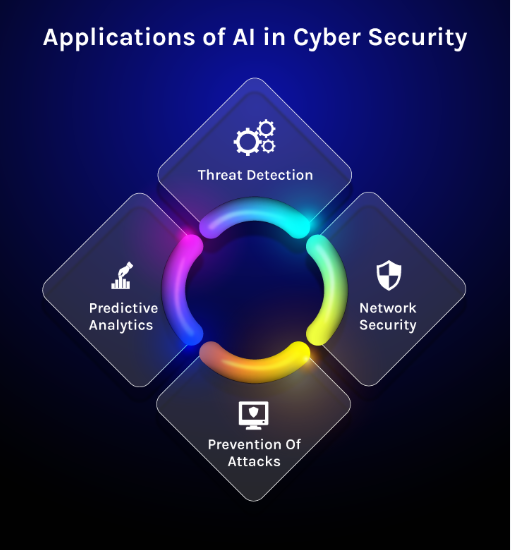 Applications of AI in Cyber Security
Threat Detection
Predictive
Analytics
Network
Security
Prevention Of
Attacks